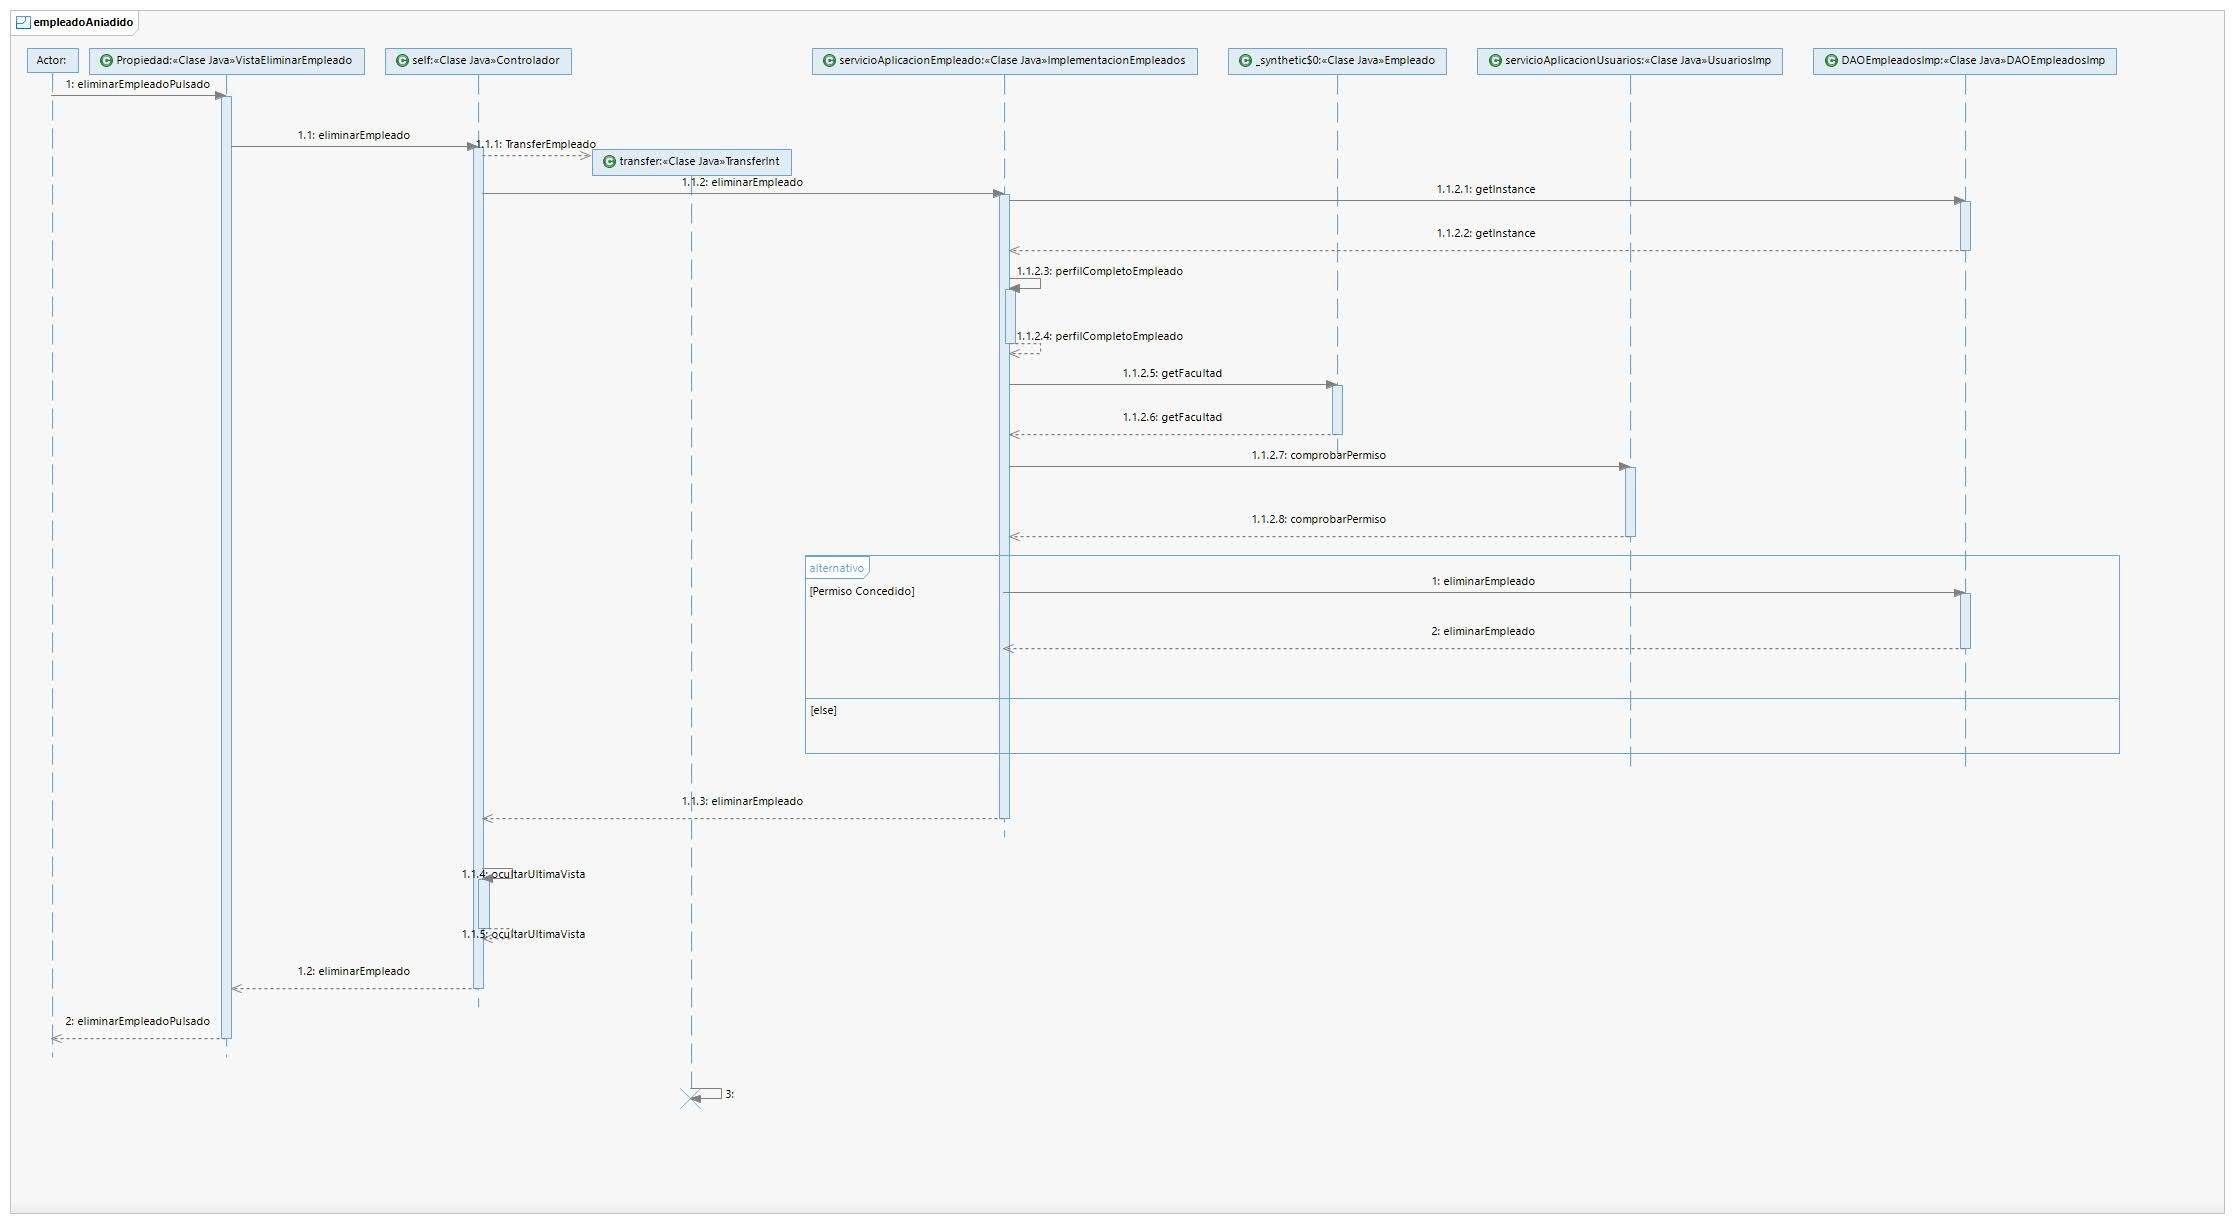 empleadoAniadido
Actor:
Propiedad:«Clase Java»VistaEliminarEmpleado
self:«Clase Java»Controlador
servicioAplicacionEmpleado:«Clase Java»ImplementacionEmpleados
_synthetic$0:«Clase Java»Empleado
servicioAplicacionUsuarios:«Clase Java»UsuariosImp
DAOEmpleadosImp:«Clase Java»DAOEmpleadosImp
1: eliminarEmpleadoPulsado
1.1: eliminarEmpleado
1.1.1: TransferEmpleado
transfer:«Clase Java»TransferInt
1.1.2: eliminarEmpleado
1.1.2.1: getInstance
1.1.2.2: getInstance
1.1.2.3: perfilCompletoEmpleado
1.1.2.4: perfilCompletoEmpleado
1.1.2.5: getFacultad
1.1.2.6: getFacultad
1.1.2.7: comprobarPermiso
1.1.2.8: comprobarPermiso
alternativo
[Permiso Concedido]
1: eliminarEmpleado
2: eliminarEmpleado
[else]
1.1.3: eliminarEmpleado
1.1.4: ocultarUltimaVista
1.1.5: ocultarUltimaVista
1.2: eliminarEmpleado
2: eliminarEmpleadoPulsado
3: